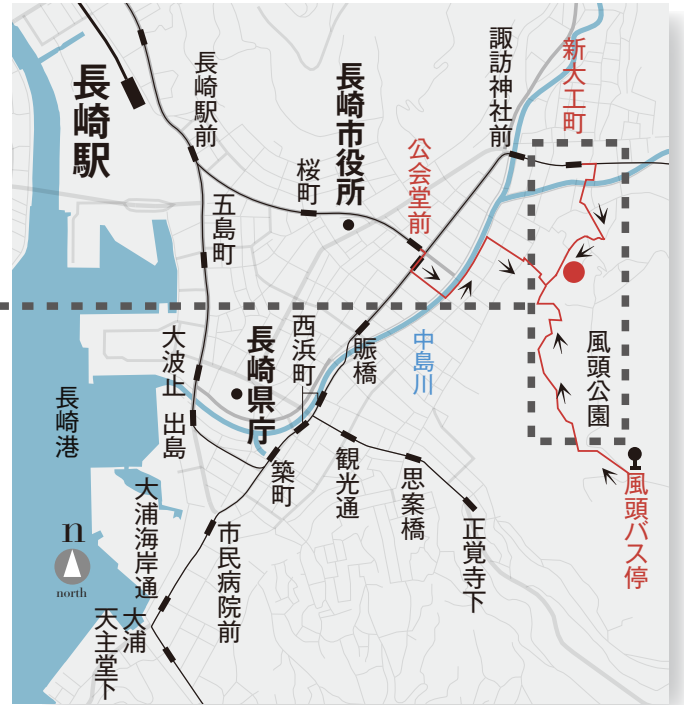 長崎駅
長崎駅前
五島町
桜町
長崎市役所
公会堂前
諏訪神社前
新大工町
大波止
出島
長崎県庁
西浜町
賑橋
中島川
風頭公園
風頭バス停
長崎港
築町
観光通
思案橋
正覚寺下
市民病院前
大浦海岸通
大浦
天主堂下
n
north